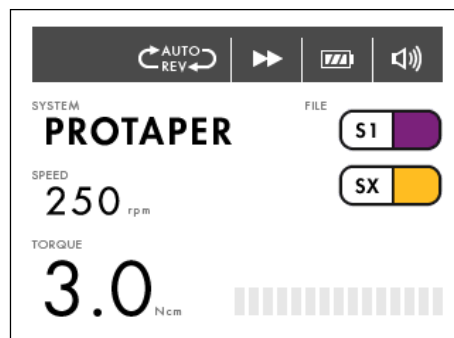 AUTO
REV
SYSTEM
PROTAPER
FILE
S1
SX
SPEED
250 rpm
TORQUE
3.0 Ncm